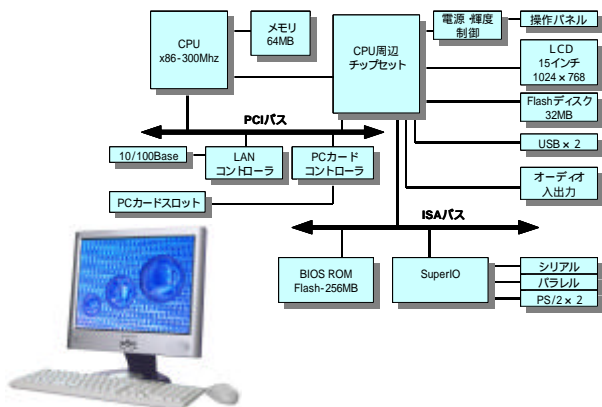 CPU
x86-300Mhz
メモリ
64MB
CPU周辺
チップセット
電源・輝度
制御
操作パネル
LCD
15インチ
1024×768
Flashディスク
32MB
USB×2
オーディオ
入出力
PCIバス
10/100Base
LAN
コントローラ
PCカード
コントローラ
PCカードスロット
ISAバス
BIOS ROM
Flash-256MB
SuperIO
シリアル
パラレル
PS/2×2